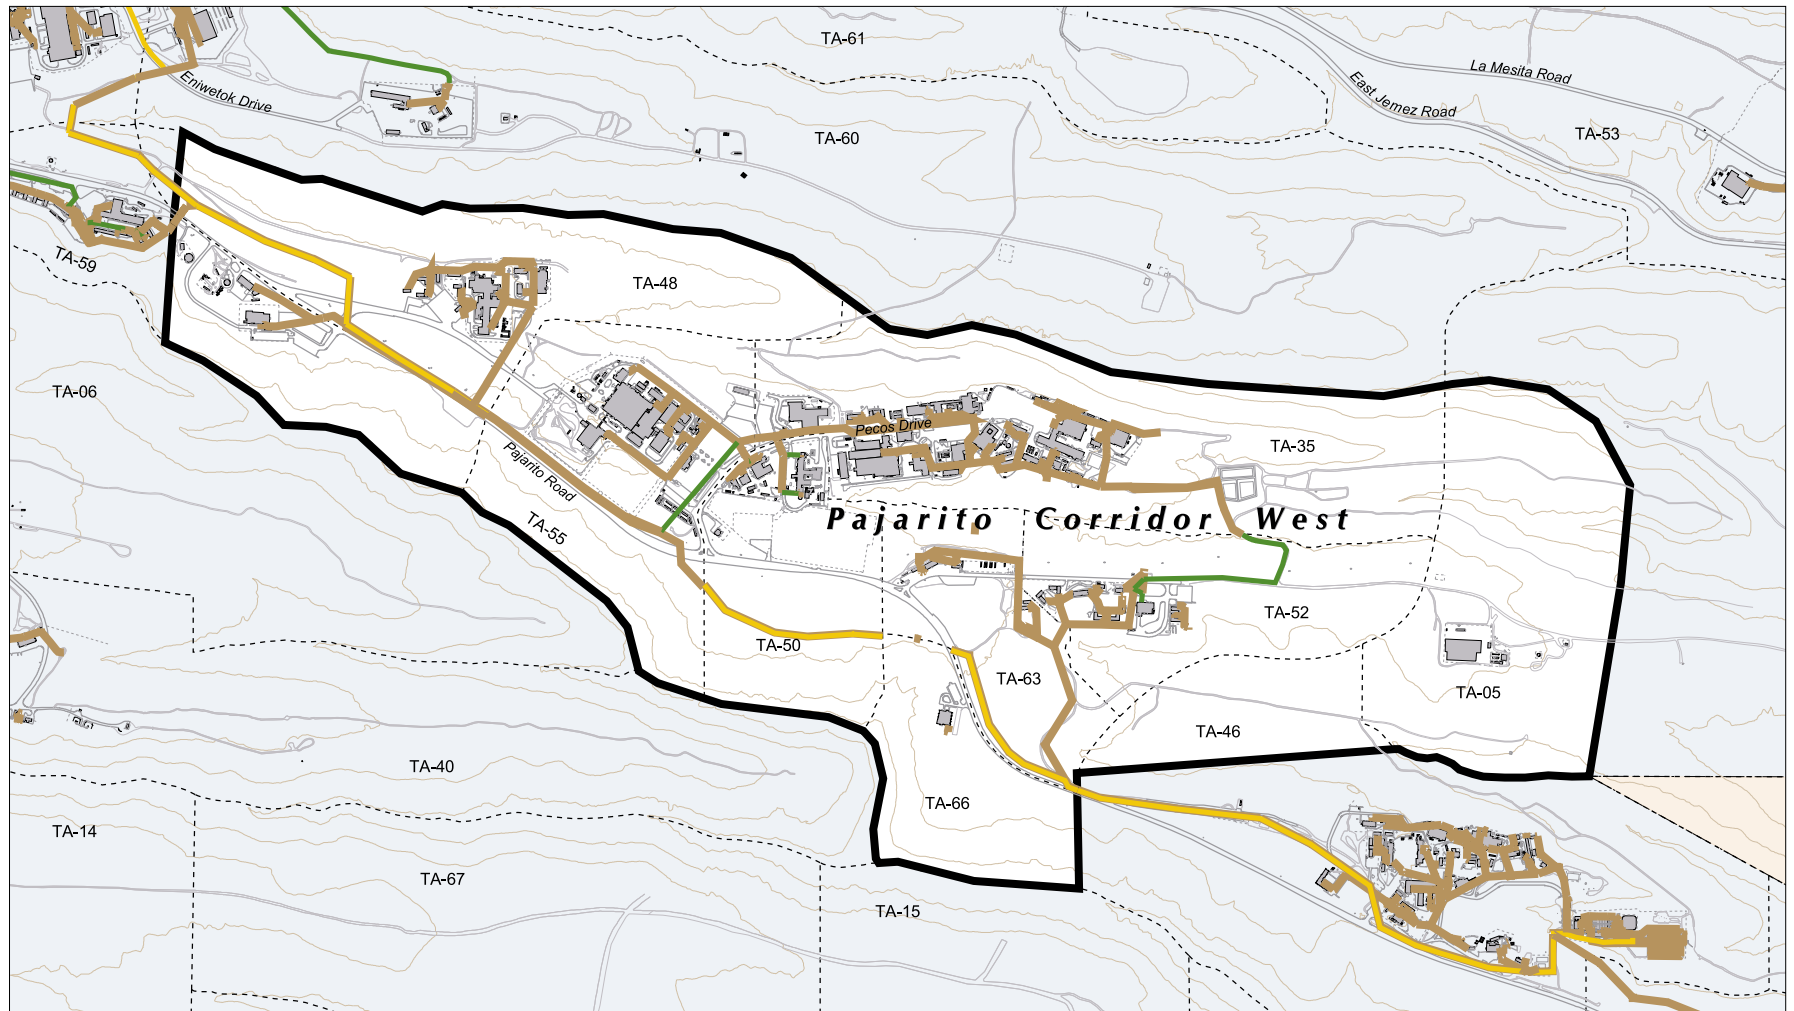 TA-61
La Mesita Road
East Jemez Road
Eniwetok Drive
TA-60
TA-53
TA-59
TA-48
TA-06
Pecos Drive
TA-35
Pajarito Road
TA-55
Pajarito Corridor West
TA-52
TA-50
TA-63
TA-05
TA-46
TA-40
TA-66
TA-14
TA-67
TA-15